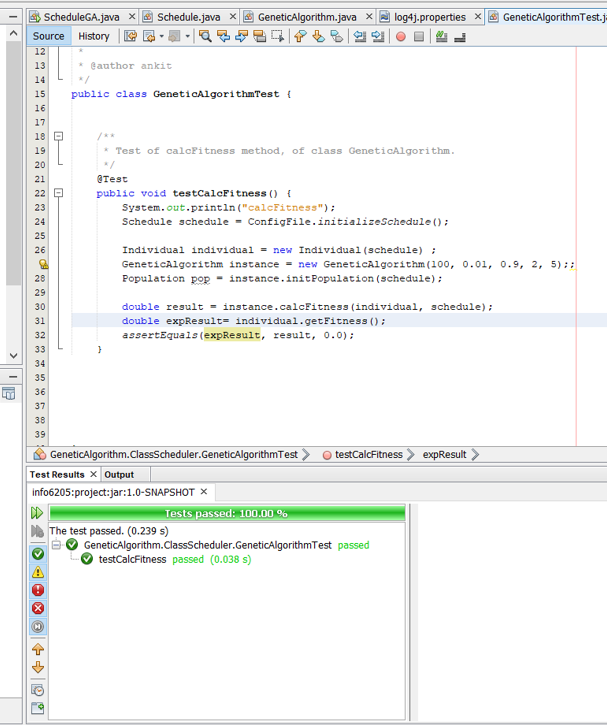 ScheduleGA.java
Schedule.java
GeneticAlgorithm.java
log4j.properties
GeneticAlgorithmTest.ja
Source
History
12 *
13 * @author ankit
14 */
15 public class GeneticAlgorithmTest {
16
17
18 /**
19 * Test of calcFitness method, of class GeneticAlgorithm.
20 */
21 @Test
22 public void testCalcFitness() {
23 System.out.println("calcFitness");
24 Schedule schedule = ConfigFile.initializeSchedule();
25
26 Individual individual = new Individual(schedule) ;
GeneticAlgorithm instance = new GeneticAlgorithm(100, 0.01, 0.9, 2, 5);;
28 Population pop = instance.initPopulation(schedule);
29
30 double result = instance.calcFitness(individual, schedule);
31 double expResult= individual.getFitness();
32 assertEquals(expResult, result, 0.0);
33 }
34
35
36
37
38
39
GeneticAlgorithm.ClassScheduler.GeneticAlgorithmTest
testCalcFitness
expResult
Test Results
Output
info6205:project:jar:1.0-SNAPSHOT
Tests passed: 100.00 %
The test passed. (0.239 s)
GeneticAlgorithm.ClassScheduler.GeneticAlgorithmTest passed
testCalcFitness passed (0.038 s)